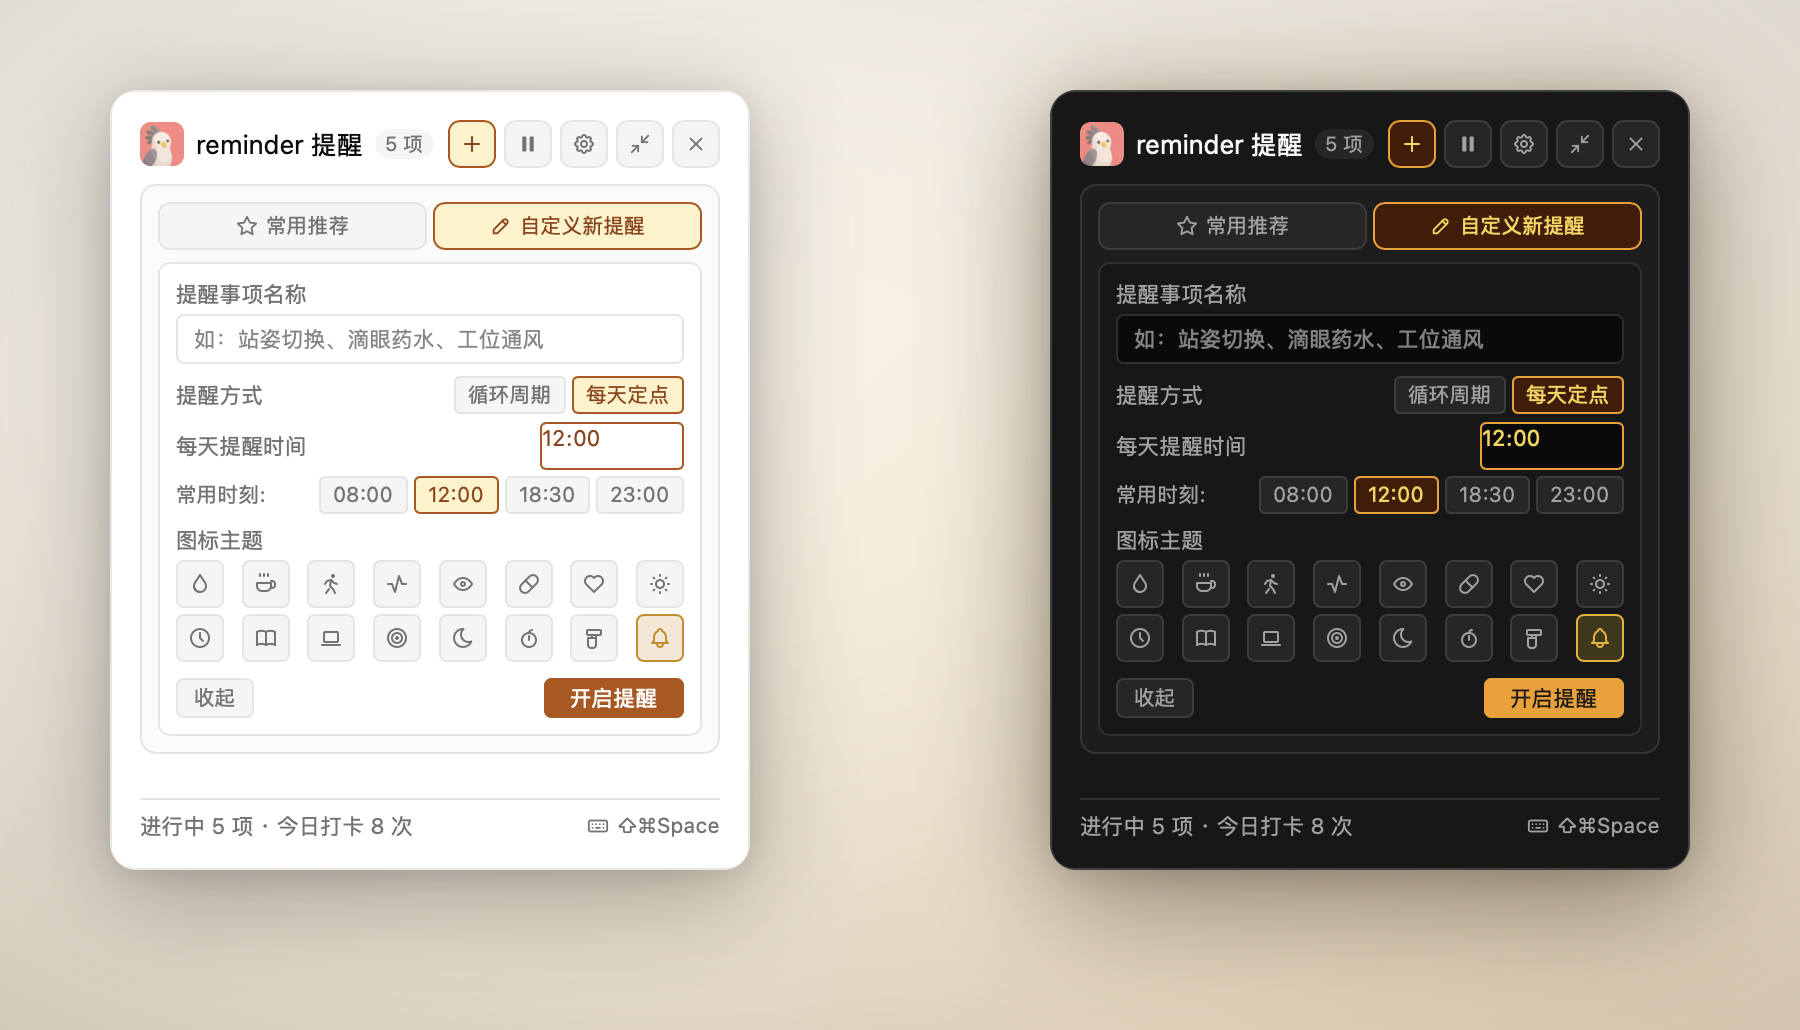 reminder 提醒 5 项
常用推荐 自定义新提醒
提醒事项名称
如：站姿切换、滴眼药水、工位通风
提醒方式 循环周期 每天定点
每天提醒时间 12:00
常用时刻: 08:00 12:00 18:30 23:00
图标主题
收起 开启提醒
进行中 5 项 · 今日打卡 8 次 ⇧⌘Space
reminder 提醒 5 项
常用推荐 自定义新提醒
提醒事项名称
如：站姿切换、滴眼药水、工位通风
提醒方式 循环周期 每天定点
每天提醒时间 12:00
常用时刻: 08:00 12:00 18:30 23:00
图标主题
收起 开启提醒
进行中 5 项 · 今日打卡 8 次 ⇧⌘Space